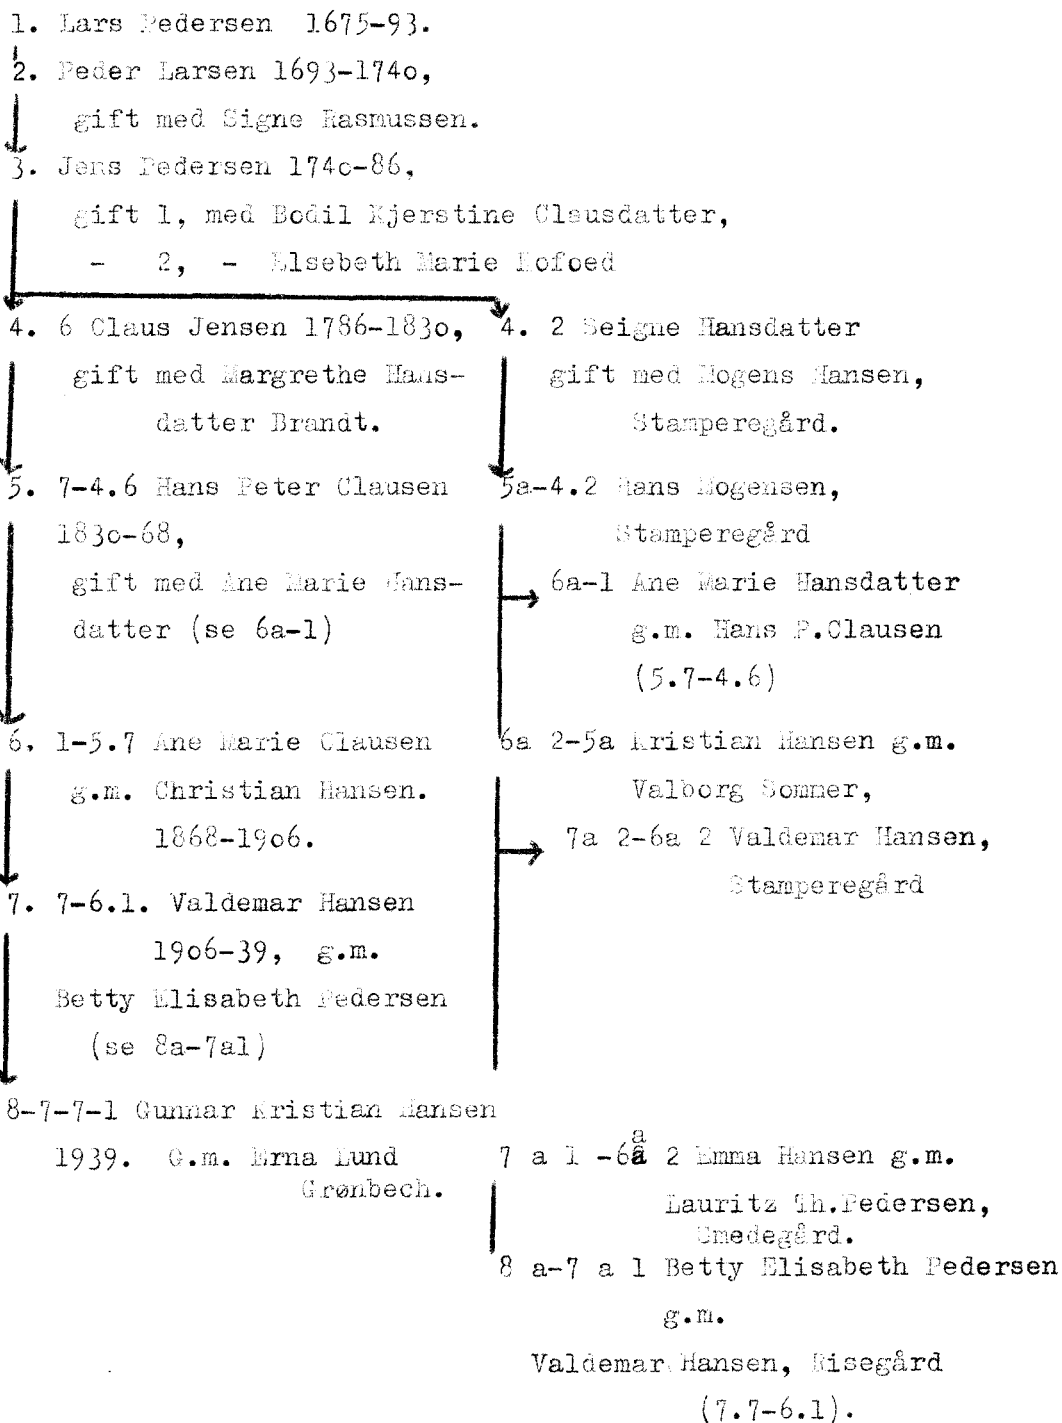 1. Lars Pedersen 1675-93.
2. Peder Larsen 1693-174o,
gift med Signe Rasmussen.
3. Jens Pedersen 174o-86,
gift 1, med Bodil Kjerstine Clausdatter,
- 2, - Elsebeth Marie Kofoed
4. 6 Claus Jensen 1786-183o,
gift med Margrethe Hans-
datter Brandt.
4. 2 Seigne Hansdatter
gift med Mogens Hansen,
Stamperegård.
5. 7-4.6 Hans Peter Clausen
183o-68,
gift med Ane Marie Hans-
datter (se 6a-1)
5a-4.2 Hans Mogensen,
Stamperegård
6a-1 Ane Marie Hansdatter
g.m. Hans P.Clausen
(5.7-4.6)
6. 1-5.7 Ane Marie Clausen
g.m. Christian Hansen.
1868-19o6.
6a 2-5a Kristian Hansen g.m.
Valborg Sommer,
7a 2-6a 2 Valdemar Hansen,
Stamperegård
7. 7-6.1. Valdemar Hansen
19o6-39, g.m.
Betty Elisabeth Pedersen
(se 8a-7a1)
8-7-7-1 Gunnar Kristian Hansen
1939. G.m. Erna Lund
Grønbech.
7 a 1 -6a 2 Emma Hansen g.m.
Lauritz Th.Pedersen,
Smedegård.
8 a-7 a 1 Betty Elisabeth Pedersen
g.m.
Valdemar Hansen, Risegård
(7.7-6.1).